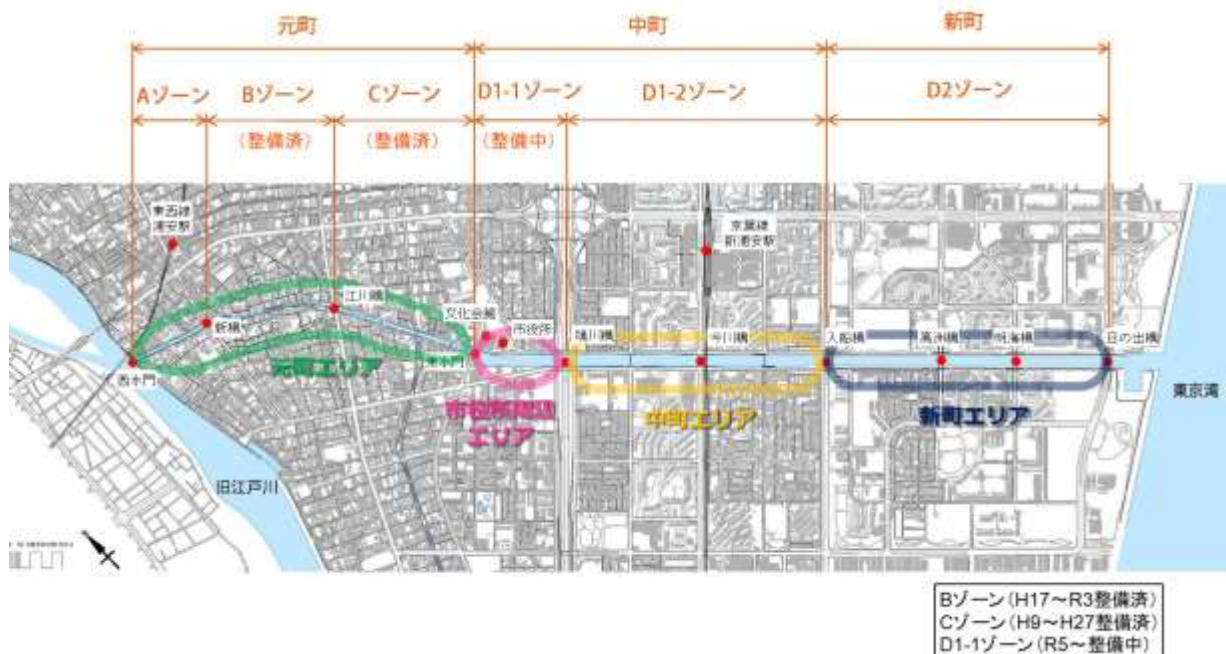 元町
中町
新町
Aゾーン
Bゾーン
Cゾーン
D1-1ゾーン
D1-2ゾーン
D2ゾーン
(整備済)
(整備済)
(整備中)
東西線
浦安駅
京葉線
新浦安駅
江川橋
新橋
文化会館
市役所
境川橋
今川橋
入船橋
高洲橋
日の出橋
西水門
東水門
元町エリア
市役所周辺
エリア
中町エリア
新町エリア
東京湾
旧江戸川
Bゾーン(H17～R3整備済)
Cゾーン(H9～H27整備済)
D1-1ゾーン(R5～整備中)